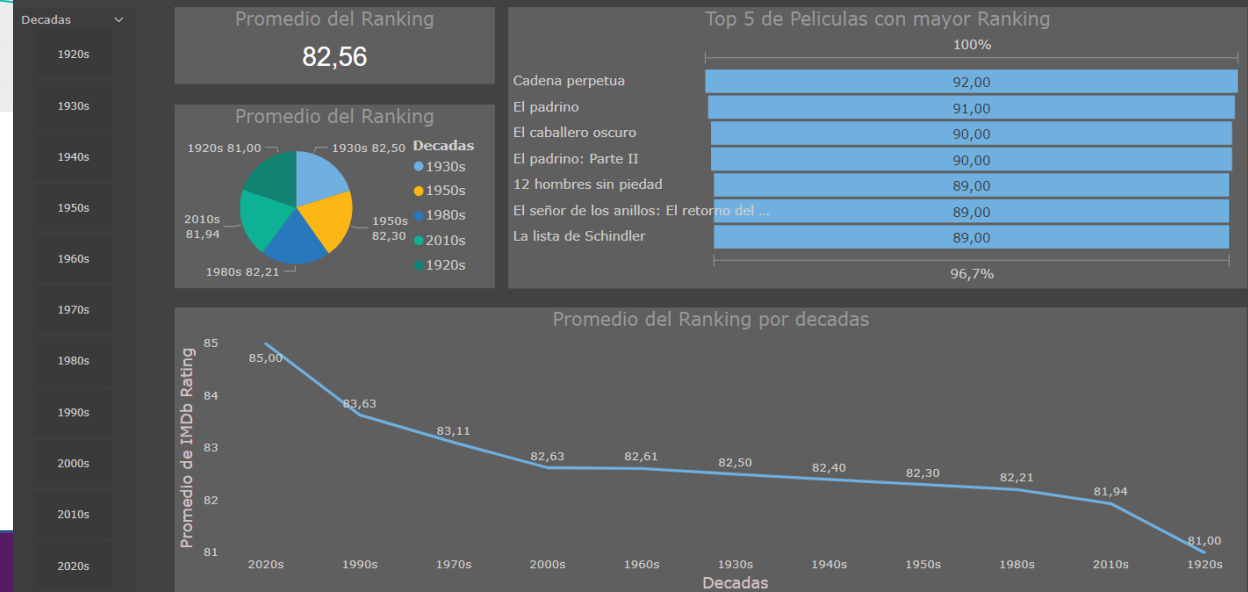 Decadas
1920s
1930s
1940s
1950s
1960s
1970s
1980s
1990s
2000s
2010s
2020s
Promedio del Ranking
82,56
Promedio del Ranking
1920s 81,00
1930s 82,50
2010s
81,94
1950s
82,30
1980s 82,21
Decadas
1930s
1950s
1980s
2010s
1920s
Top 5 de Peliculas con mayor Ranking
100%
Cadena perpetua 92,00
El padrino 91,00
El caballero oscuro 90,00
El padrino: Parte II 90,00
12 hombres sin piedad 89,00
El señor de los anillos: El retorno del ... 89,00
La lista de Schindler 89,00
96,7%
Promedio del Ranking por decadas
Promedio de IMDb Rating
85
84
83
82
81
85,00
83,63
83,11
82,63
82,61
82,50
82,40
82,30
82,21
81,94
81,00
2020s 1990s 1970s 2000s 1960s 1930s 1940s 1950s 1980s 2010s 1920s
Decadas